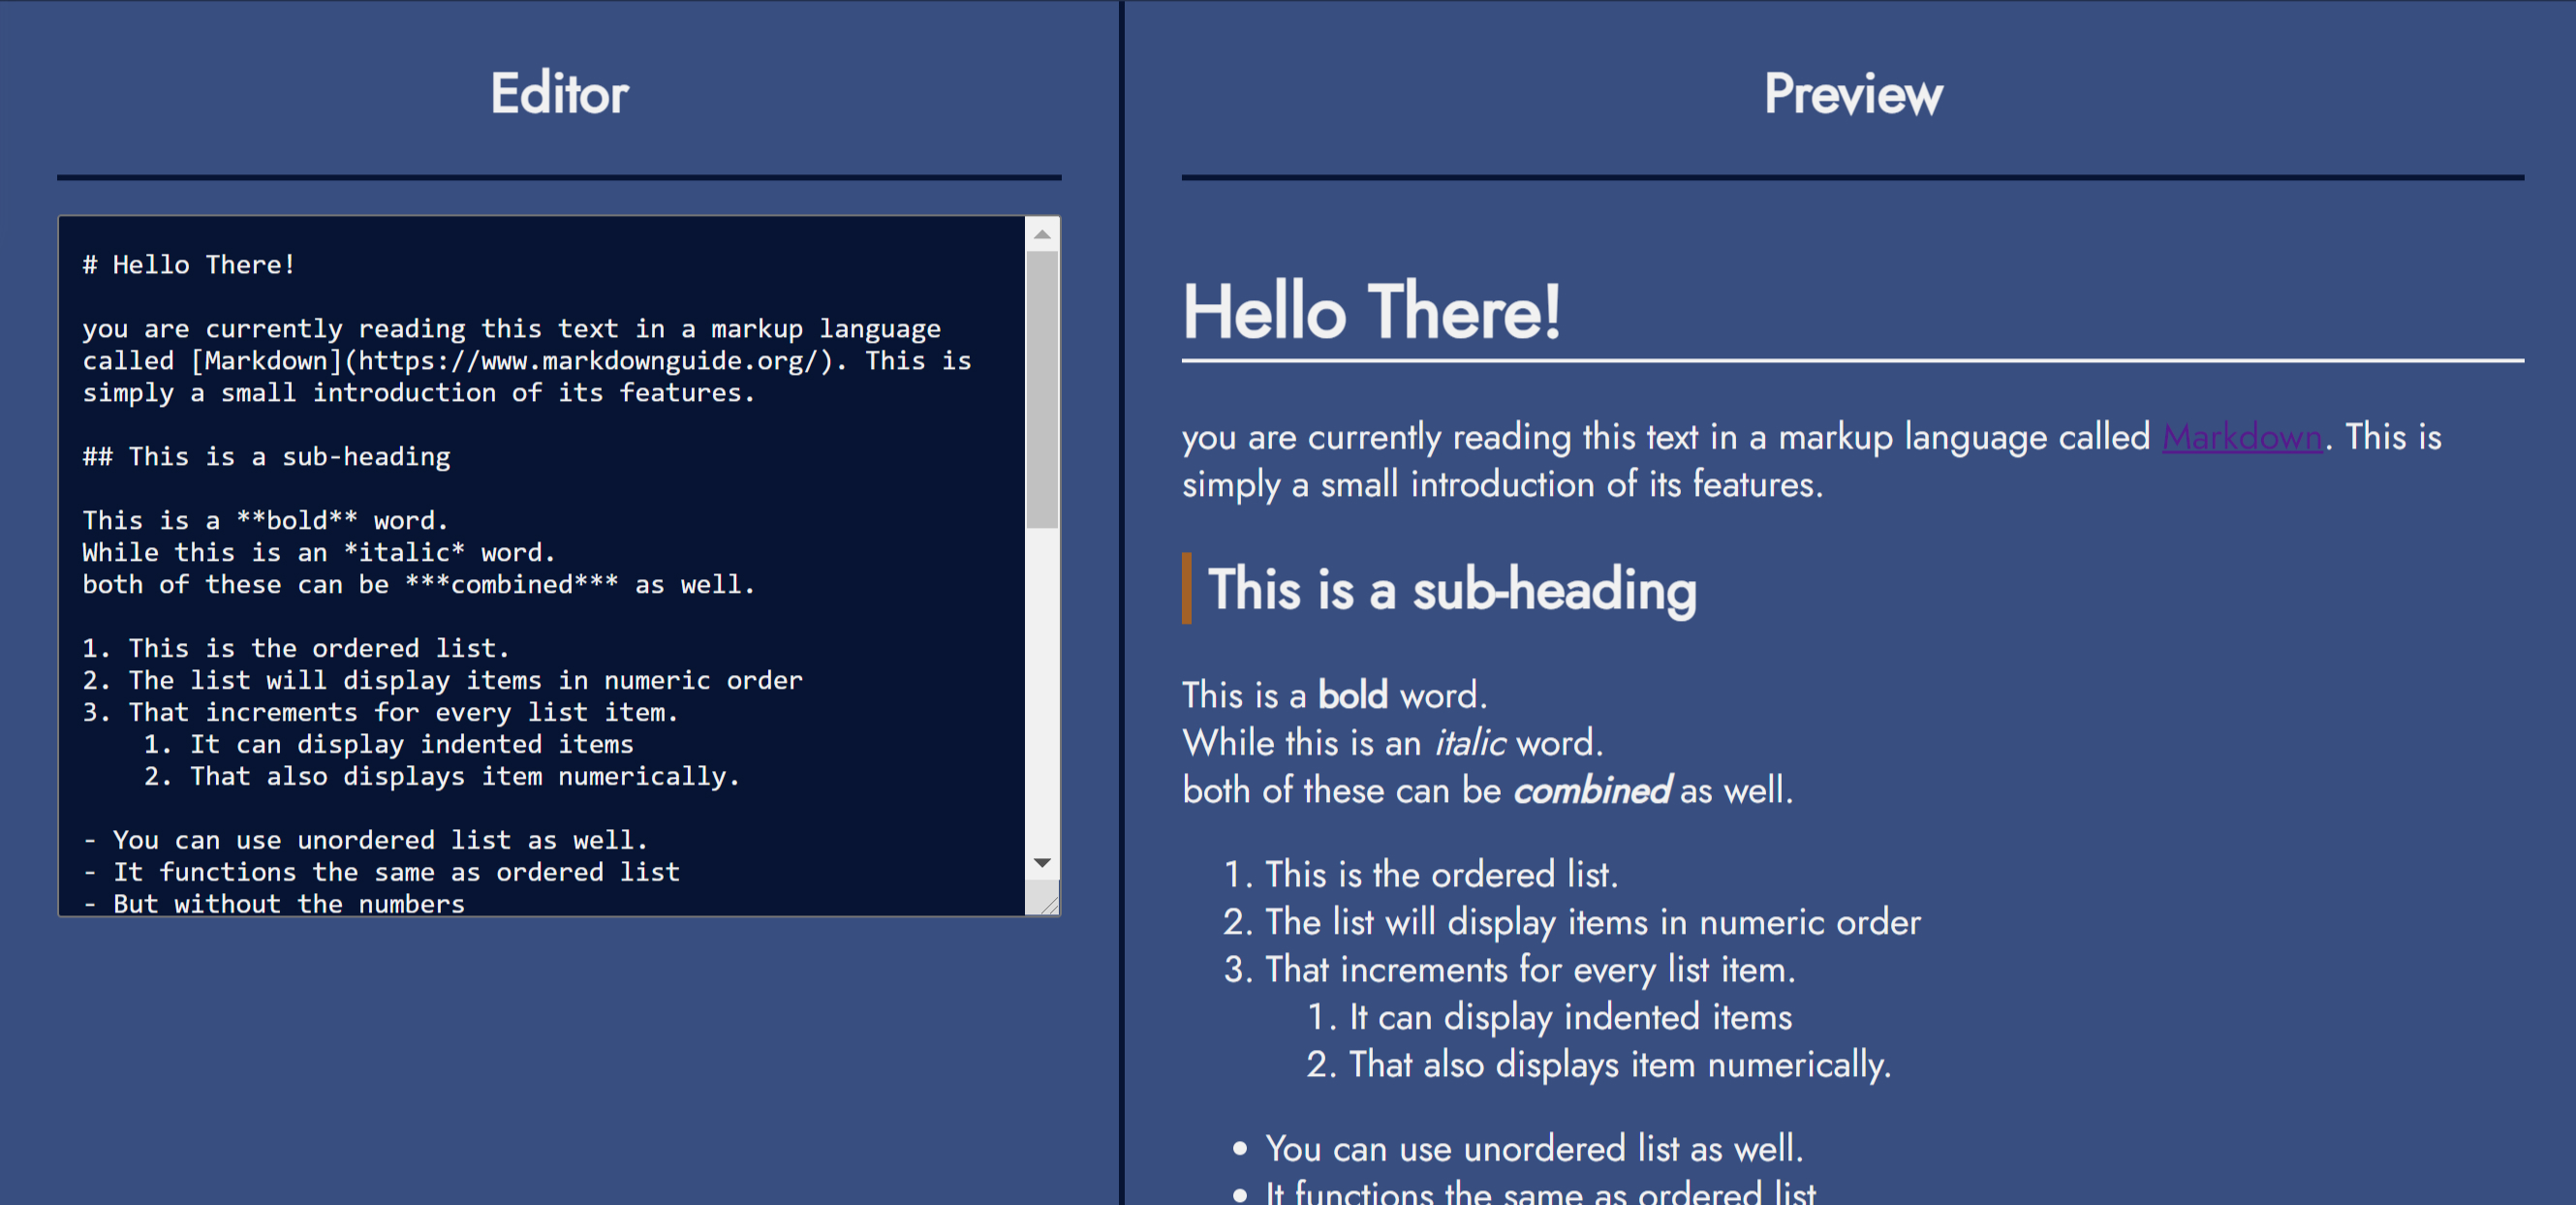 Editor
# Hello There!
you are currently reading this text in a markup language
called [Markdown](https://www.markdownguide.org/). This is
simply a small introduction of its features.
## This is a sub-heading
This is a **bold** word.
While this is an *italic* word.
both of these can be ***combined*** as well.
1. This is the ordered list.
2. The list will display items in numeric order
3. That increments for every list item.
    1. It can display indented items
    2. That also displays item numerically.
- You can use unordered list as well.
- It functions the same as ordered list
- But without the numbers
Preview
Hello There!
you are currently reading this text in a markup language called Markdown. This is
simply a small introduction of its features.
This is a sub-heading
This is a bold word.
While this is an italic word.
both of these can be combined as well.
1. This is the ordered list.
2. The list will display items in numeric order
3. That increments for every list item.
1. It can display indented items
2. That also displays item numerically.
• You can use unordered list as well.
• It functions the same as ordered list